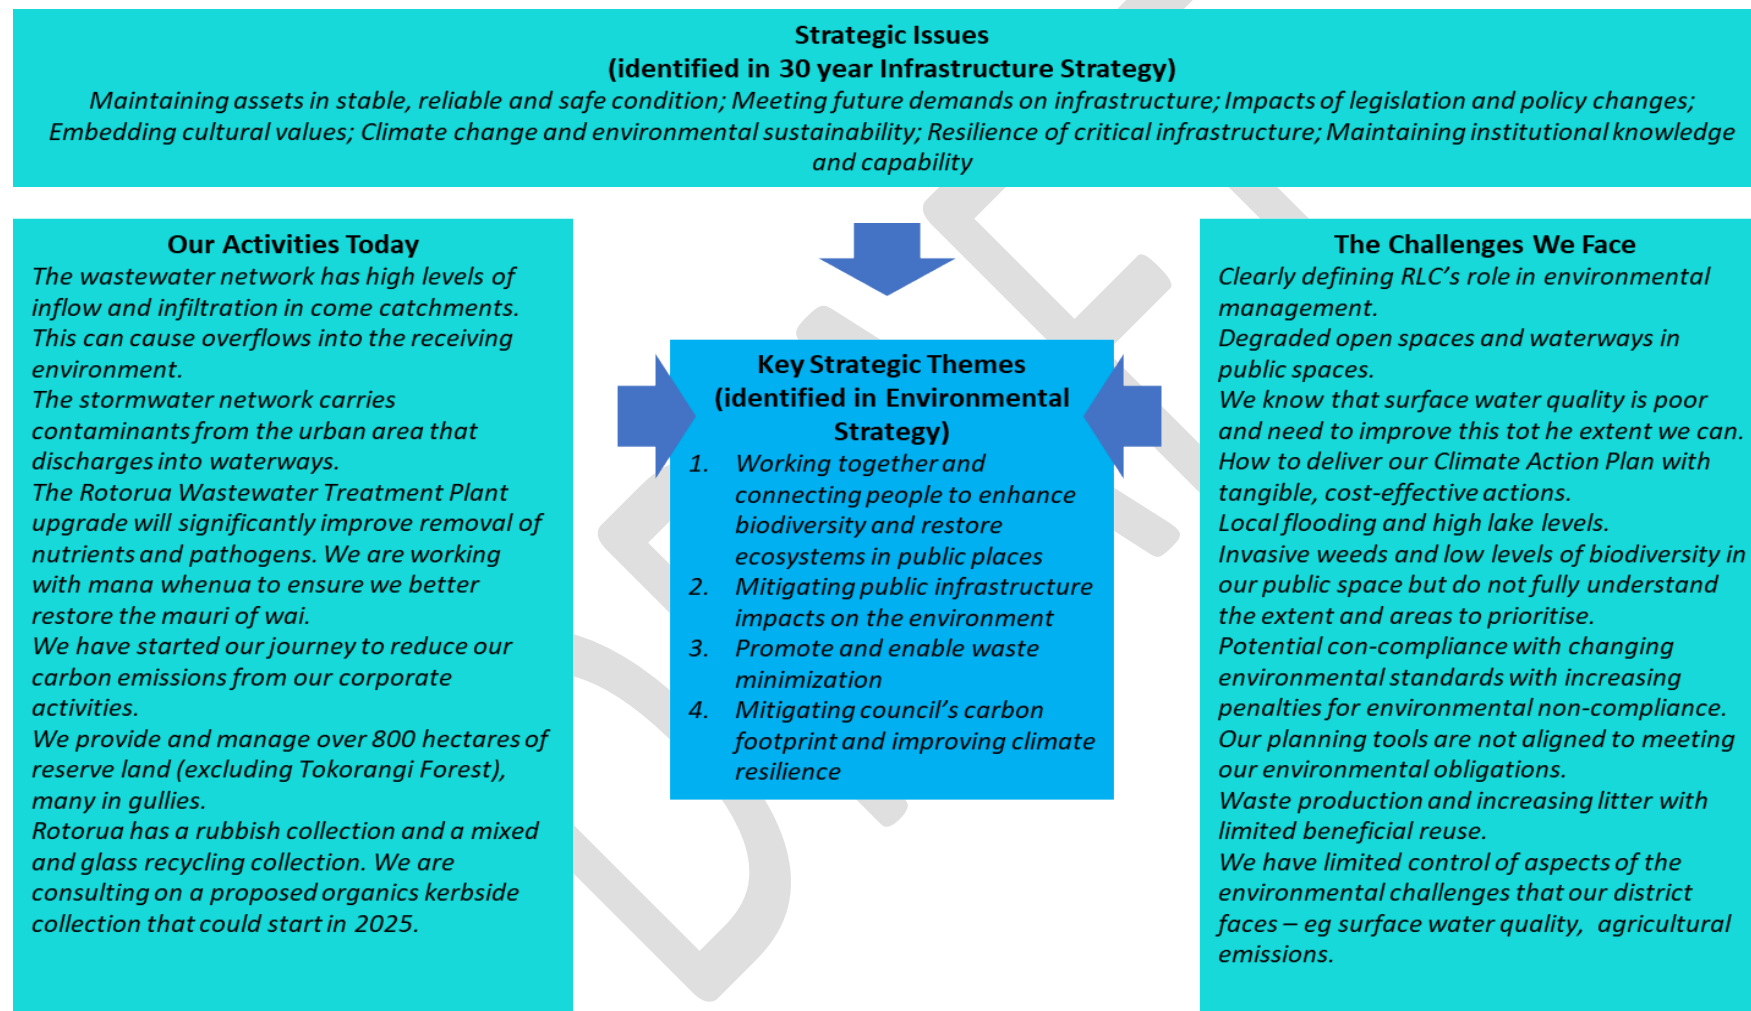 Strategic Issues
(identified in 30 year Infrastructure Strategy)
Maintaining assets in stable, reliable and safe condition; Meeting future demands on infrastructure; Impacts of legislation and policy changes;
Embedding cultural values; Climate change and environmental sustainability; Resilience of critical infrastructure; Maintaining institutional knowledge
and capability
Our Activities Today
The wastewater network has high levels of
inflow and infiltration in come catchments.
This can cause overflows into the receiving
environment.
The stormwater network carries
contaminants from the urban area that
discharges into waterways.
The Rotorua Wastewater Treatment Plant
upgrade will significantly improve removal of
nutrients and pathogens. We are working
with mana whenua to ensure we better
restore the mauri of wai.
We have started our journey to reduce our
carbon emissions from our corporate
activities.
We provide and manage over 800 hectares of
reserve land (excluding Tokorangi Forest),
many in gullies.
Rotorua has a rubbish collection and a mixed
and glass recycling collection. We are
consulting on a proposed organics kerbside
collection that could start in 2025.
Key Strategic Themes
(identified in Environmental
Strategy)
1. Working together and
connecting people to enhance
biodiversity and restore
ecosystems in public places
2. Mitigating public infrastructure
impacts on the environment
3. Promote and enable waste
minimization
4. Mitigating council's carbon
footprint and improving climate
resilience
The Challenges We Face
Clearly defining RLC's role in environmental
management.
Degraded open spaces and waterways in
public spaces.
We know that surface water quality is poor
and need to improve this tot he extent we can.
How to deliver our Climate Action Plan with
tangible, cost-effective actions.
Local flooding and high lake levels.
Invasive weeds and low levels of biodiversity in
our public space but do not fully understand
the extent and areas to prioritise.
Potential con-compliance with changing
environmental standards with increasing
penalties for environmental non-compliance.
Our planning tools are not aligned to meeting
our environmental obligations.
Waste production and increasing litter with
limited beneficial reuse.
We have limited control of aspects of the
environmental challenges that our district
faces – eg surface water quality, agricultural
emissions.